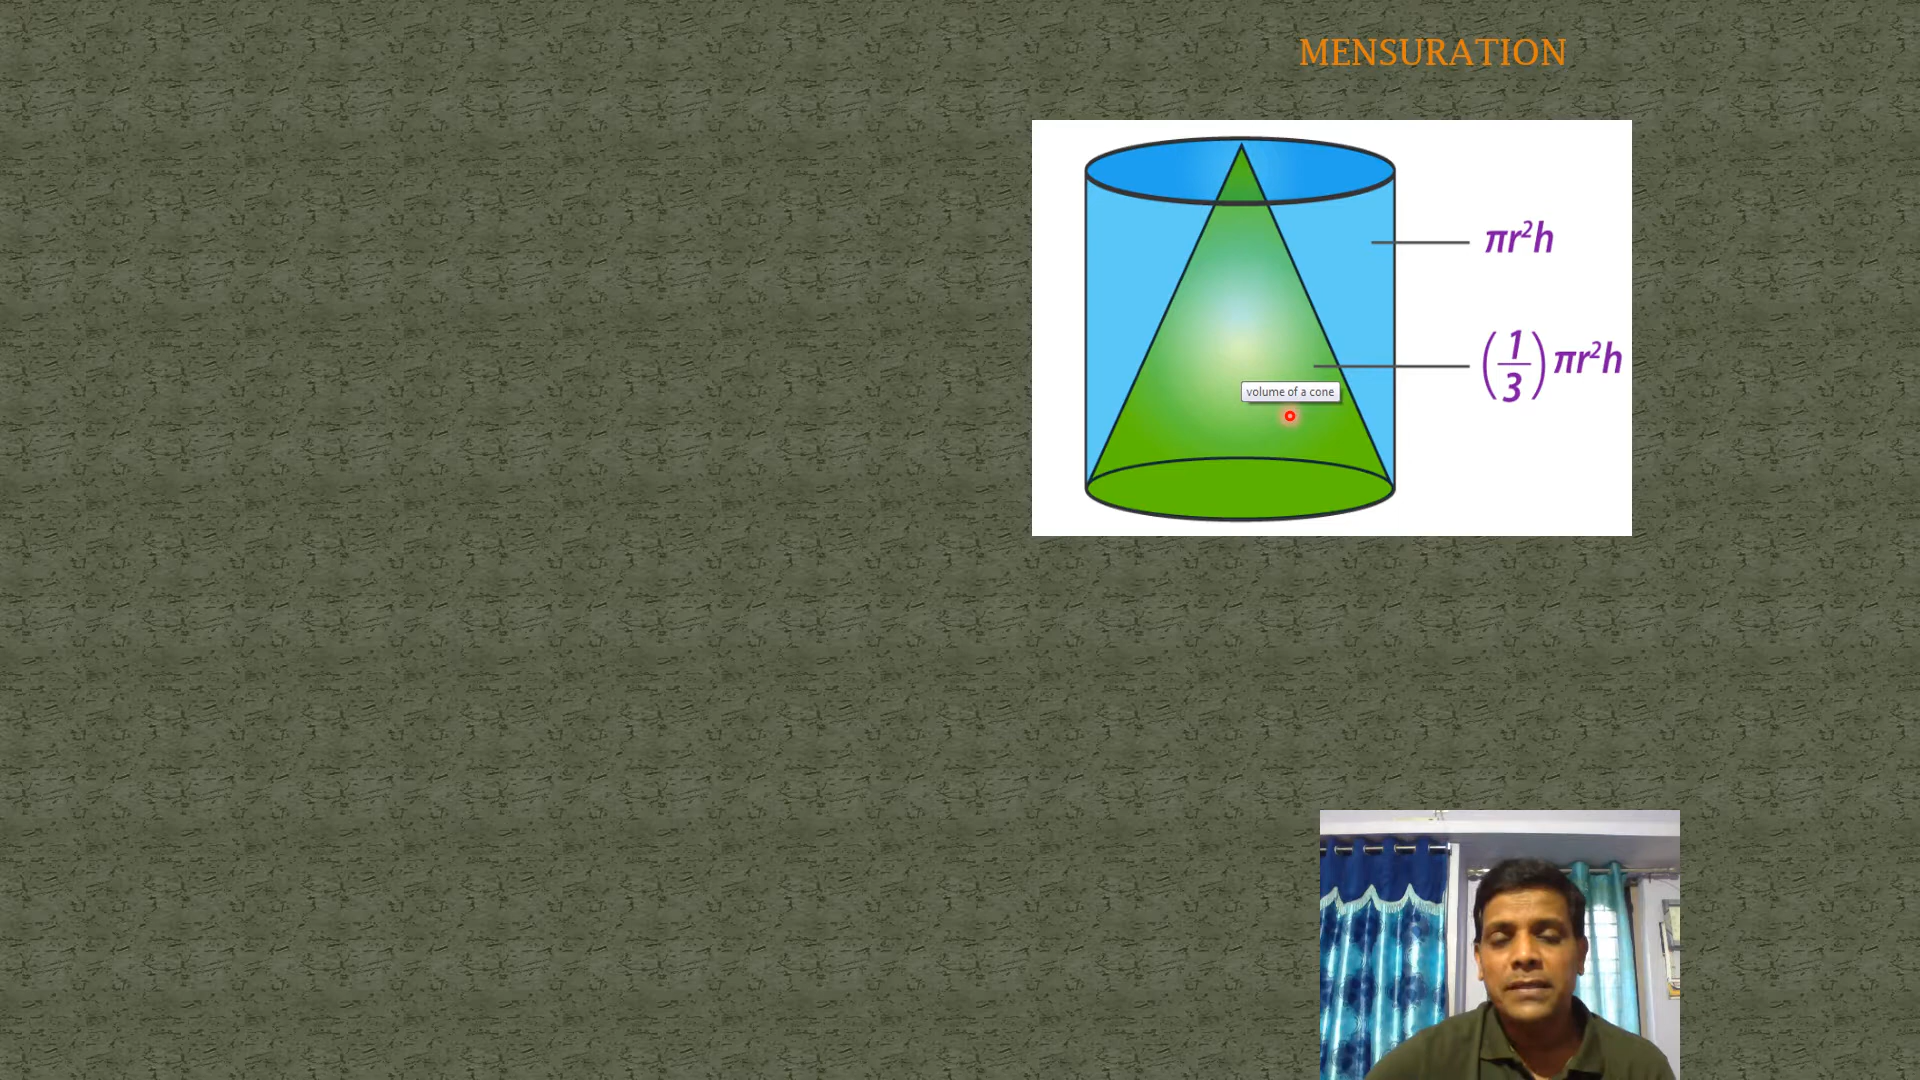 MENSURATION
πr²h
(1/3) πr²h
volume of a cone